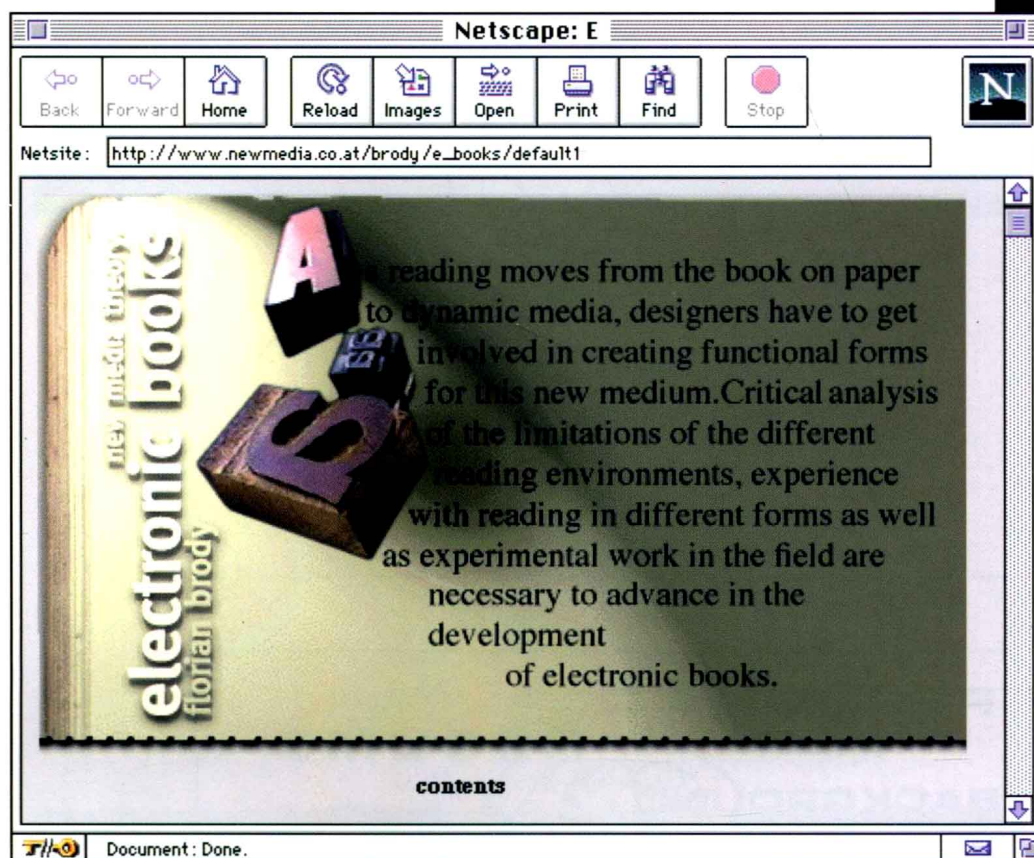 Netscape: E
Back Forward Home Reload Images Open Print Find Stop
N
Netsite: http://www.newmedia.co.at/brody/e_books/default1
new media theory
electronic books
florian brody
A
B
reading moves from the book on paper
to dynamic media, designers have to get
involved in creating functional forms
for this new medium.Critical analysis
of the limitations of the different
reading environments, experience
with reading in different forms as well
as experimental work in the field are
necessary to advance in the
development
of electronic books.
contents
Document: Done.